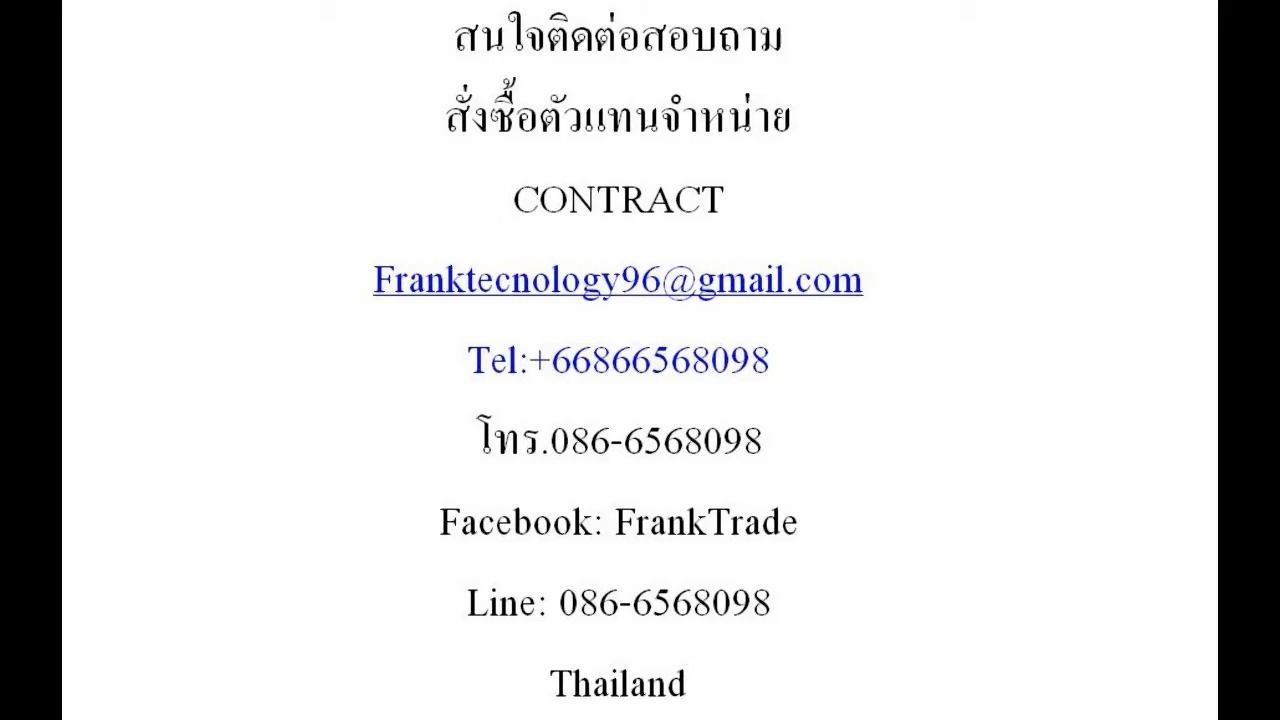 สนใจติดต่อสอบถาม
สั่งซื้อตัวแทนจำหน่าย
CONTRACT
Franktecnology96@gmail.com
Tel:+66866568098
โทร.086-6568098
Facebook: FrankTrade
Line: 086-6568098
Thailand